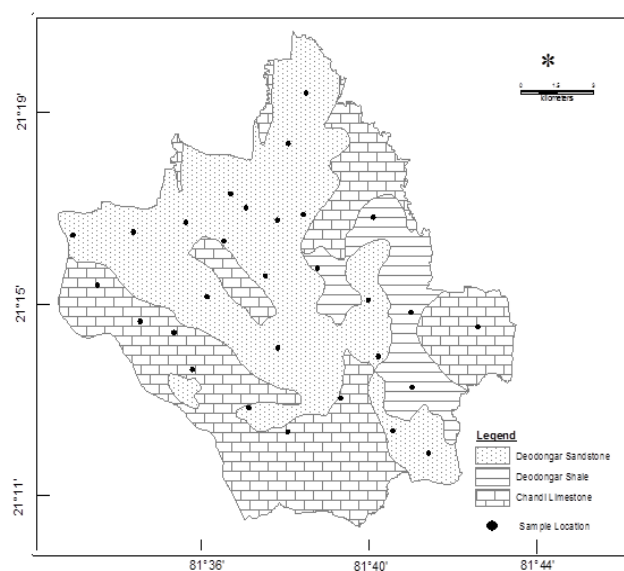 *
kilometers
21°19'
21°15'
21°11'
Legend
Deodongar Sandstone
Deodongar Shale
Chandi Limestone
Sample Location
81°36'
81°40'
81°44'